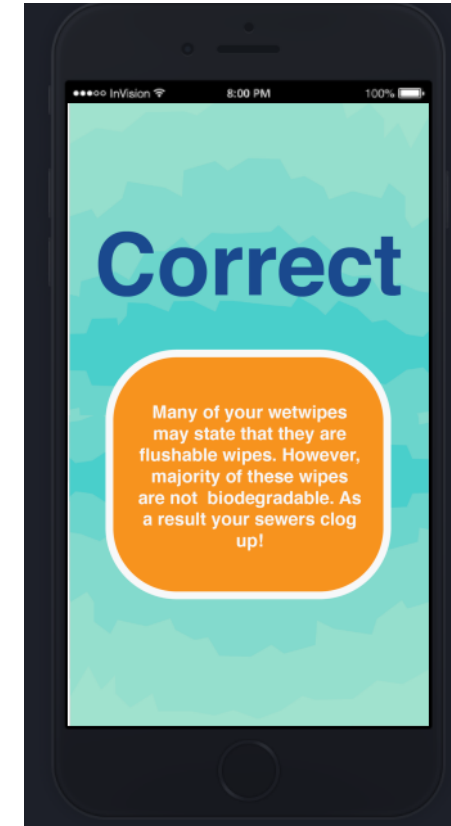 InVision 8:00 PM 100%
Correct
Many of your wetwipes
may state that they are
flushable wipes. However,
majority of these wipes
are not  biodegradable. As
a result your sewers clog
up!